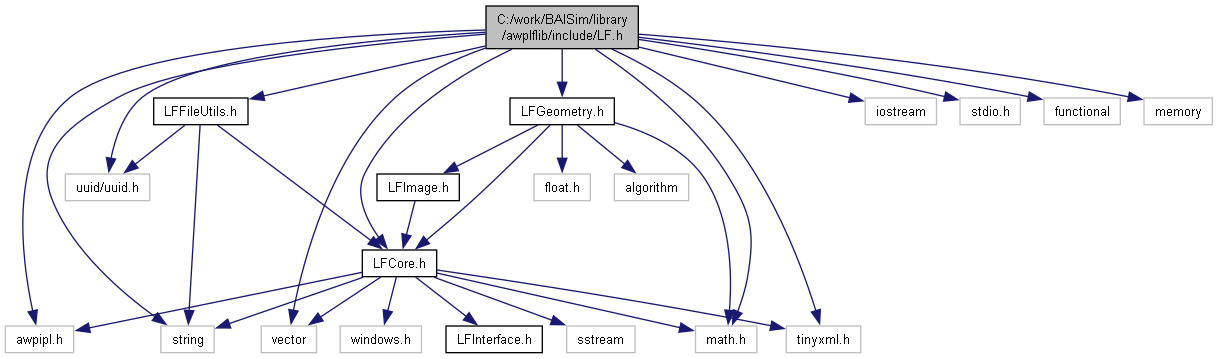 C:/work/BAISim/library
/awplflib/include/LF.h
LFFileUtils.h
LFGeometry.h
iostream
stdio.h
functional
memory
uuid/uuid.h
LFImage.h
float.h
algorithm
LFCore.h
awpipl.h
string
vector
windows.h
LFInterface.h
sstream
math.h
tinyxml.h